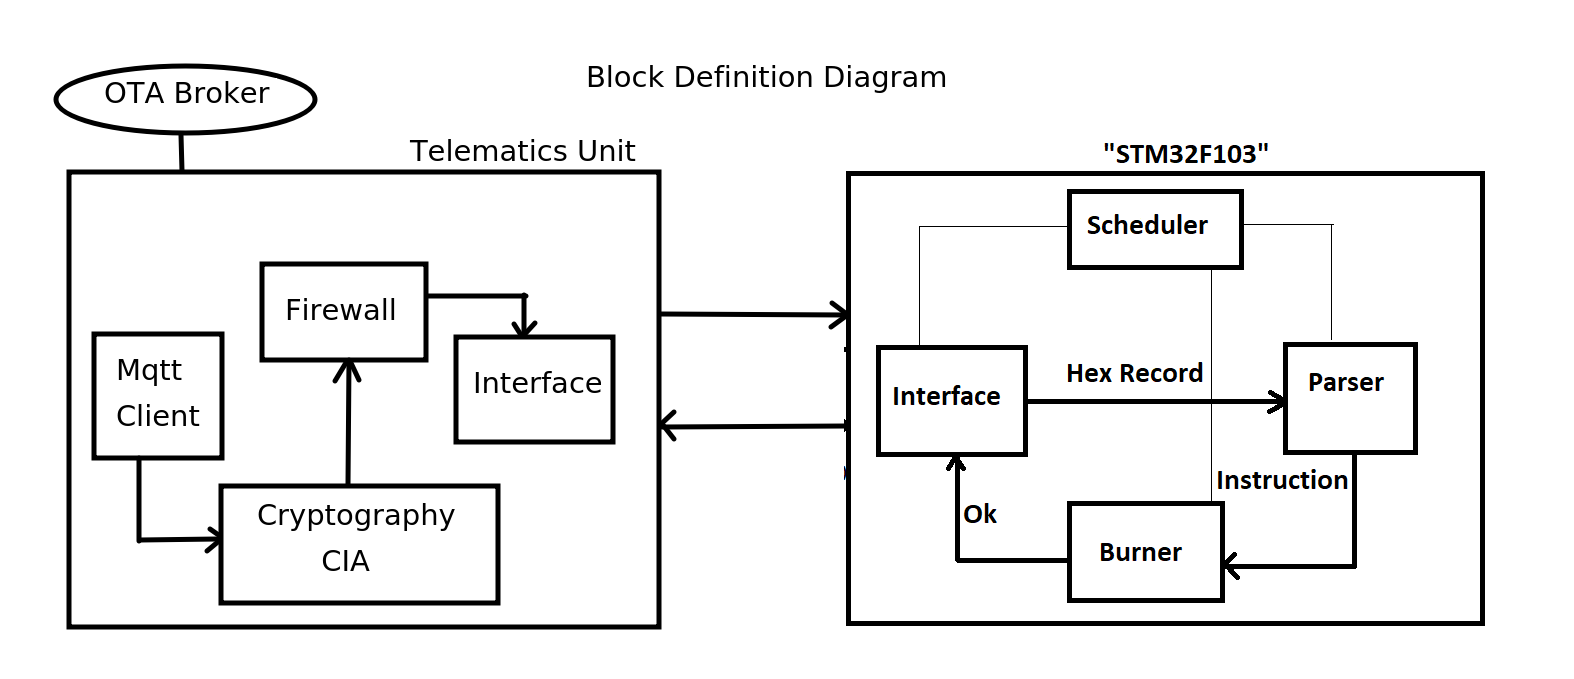 Block Definition Diagram
OTA Broker
Telematics Unit
"STM32F103"
Scheduler
Firewall
Mqtt
Client
Interface
Interface
Hex Record
Parser
Cryptography
CIA
Instruction
Ok
Burner